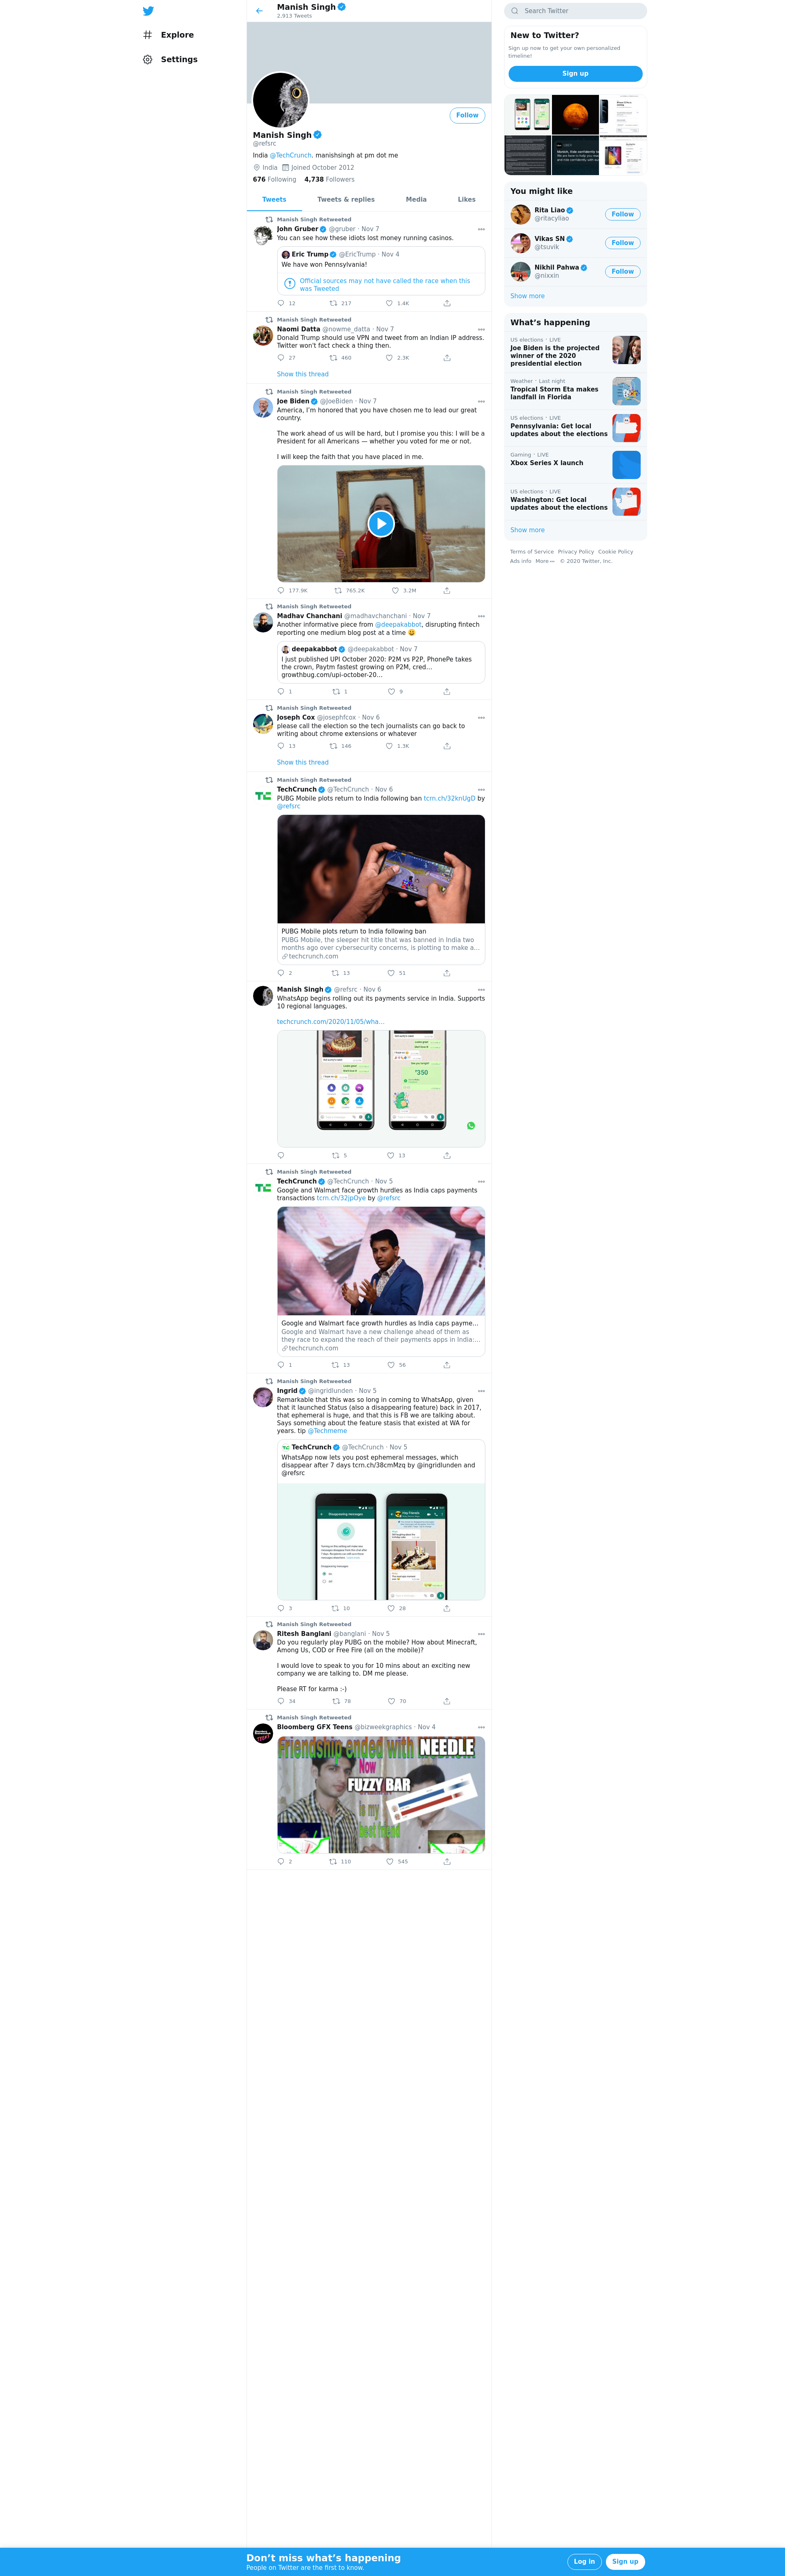 Explore
Settings
Manish Singh
2,913 Tweets
Follow
Manish Singh
@refsrc
India @TechCrunch, manishsingh at pm dot me
India Joined October 2012
676 Following 4,738 Followers
Tweets Tweets & replies Media Likes
Manish Singh Retweeted
John Gruber @gruber · Nov 7
You can see how these idiots lost money running casinos.
Eric Trump @EricTrump · Nov 4
We have won Pennsylvania!
Official sources may not have called the race when this
was Tweeted
12 217 1.4K
Manish Singh Retweeted
Naomi Datta @nowme_datta · Nov 7
Donald Trump should use VPN and tweet from an Indian IP address.
Twitter won't fact check a thing then.
27 460 2.3K
Show this thread
Manish Singh Retweeted
Joe Biden @JoeBiden · Nov 7
America, I'm honored that you have chosen me to lead our great
country.
The work ahead of us will be hard, but I promise you this: I will be a
President for all Americans — whether you voted for me or not.
I will keep the faith that you have placed in me.
177.9K 765.2K 3.2M
Manish Singh Retweeted
Madhav Chanchani @madhavchanchani · Nov 7
Another informative piece from @deepakabbot, disrupting fintech
reporting one medium blog post at a time 😀
deepakabbot @deepakabbot · Nov 7
I just published UPI October 2020: P2M vs P2P, PhonePe takes
the crown, Paytm fastest growing on P2M, cred…
growthbug.com/upi-october-20…
1 1 9
Manish Singh Retweeted
Joseph Cox @josephfcox · Nov 6
please call the election so the tech journalists can go back to
writing about chrome extensions or whatever
13 146 1.3K
Show this thread
Manish Singh Retweeted
TechCrunch @TechCrunch · Nov 6
PUBG Mobile plots return to India following ban tcrn.ch/32knUgD by
@refsrc
PUBG Mobile plots return to India following ban
PUBG Mobile, the sleeper hit title that was banned in India two
months ago over cybersecurity concerns, is plotting to make a…
techcrunch.com
2 13 51
Manish Singh @refsrc · Nov 6
WhatsApp begins rolling out its payments service in India. Supports
10 regional languages.
techcrunch.com/2020/11/05/wha…
₹350
5 13
Manish Singh Retweeted
TechCrunch @TechCrunch · Nov 5
Google and Walmart face growth hurdles as India caps payments
transactions tcrn.ch/32jpOye by @refsrc
Google and Walmart face growth hurdles as India caps payme…
Google and Walmart have a new challenge ahead of them as
they race to expand the reach of their payments apps in India:…
techcrunch.com
1 13 56
Manish Singh Retweeted
Ingrid @ingridlunden · Nov 5
Remarkable that this was so long in coming to WhatsApp, given
that it launched Status (also a disappearing feature) back in 2017,
that ephemeral is huge, and that this is FB we are talking about.
Says something about the feature stasis that existed at WA for
years. tip @Techmeme
TechCrunch @TechCrunch · Nov 5
WhatsApp now lets you post ephemeral messages, which
disappear after 7 days tcrn.ch/38cmMzq by @ingridlunden and
@refsrc
3 10 28
Manish Singh Retweeted
Ritesh Banglani @banglani · Nov 5
Do you regularly play PUBG on the mobile? How about Minecraft,
Among Us, COD or Free Fire (all on the mobile)?
I would love to speak to you for 10 mins about an exciting new
company we are talking to. DM me please.
Please RT for karma :-)
34 78 70
Manish Singh Retweeted
Bloomberg GFX Teens @bizweekgraphics · Nov 4
Friendship ended with NEEDLE
Now
FUZZY BAR
is my
best friend
2 110 545
Search Twitter
New to Twitter?
Sign up now to get your own personalized
timeline!
Sign up
You might like
Rita Liao
@ritacyliao
Follow
Vikas SN
@tsuvik
Follow
Nikhil Pahwa
@nixxin
Follow
Show more
What's happening
US elections · LIVE
Joe Biden is the projected
winner of the 2020
presidential election
Weather · Last night
Tropical Storm Eta makes
landfall in Florida
US elections · LIVE
Pennsylvania: Get local
updates about the elections
Gaming · LIVE
Xbox Series X launch
US elections · LIVE
Washington: Get local
updates about the elections
Show more
Terms of Service Privacy Policy Cookie Policy
Ads info More © 2020 Twitter, Inc.
Don't miss what's happening
People on Twitter are the first to know.
Log in Sign up